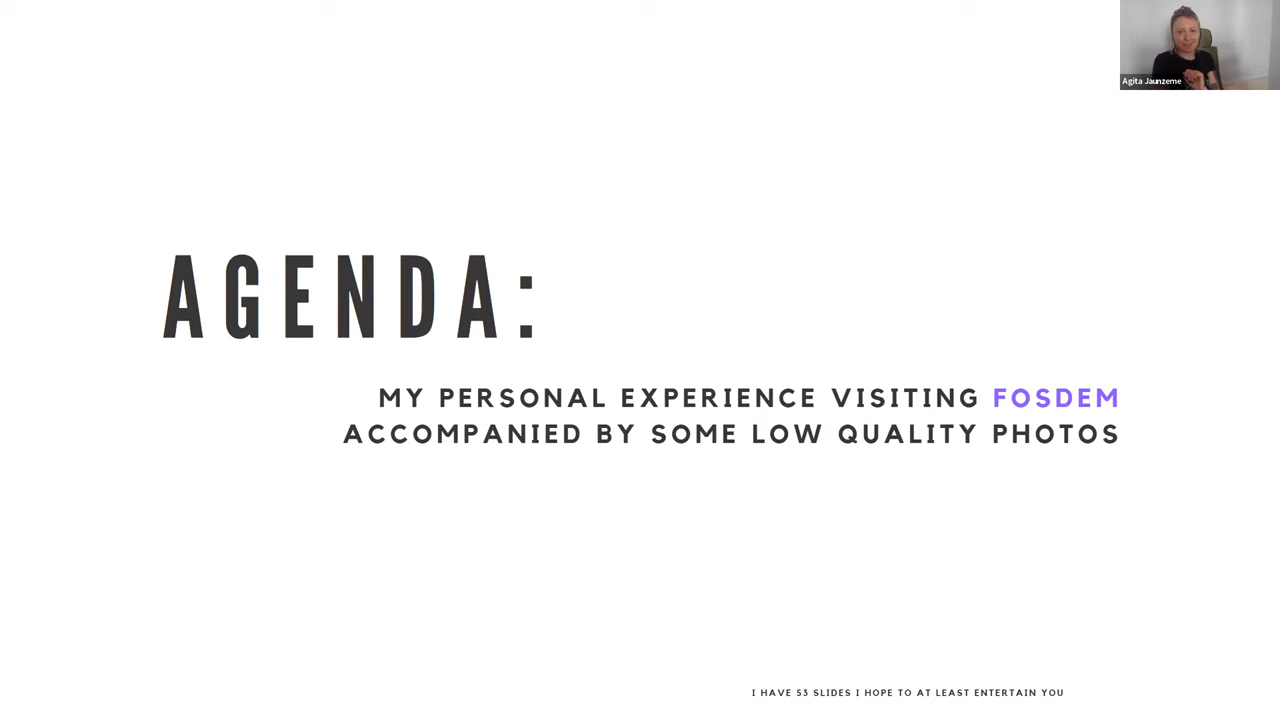 Agita Jaunzeme
AGENDA:
MY PERSONAL EXPERIENCE VISITING FOSDEM
ACCOMPANIED BY SOME LOW QUALITY PHOTOS
I HAVE 53 SLIDES I HOPE TO AT LEAST ENTERTAIN YOU